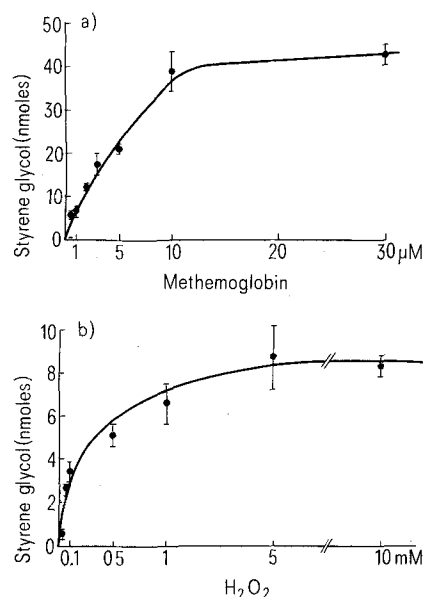 a)
50
40
30
20
10
0
Styrene glycol (nmoles)
1 5 10 20 30 μM
Methemoglobin
b)
10
8
6
4
2
0
Styrene glycol (nmoles)
0.1 05 1 5 10 mM
H₂O₂